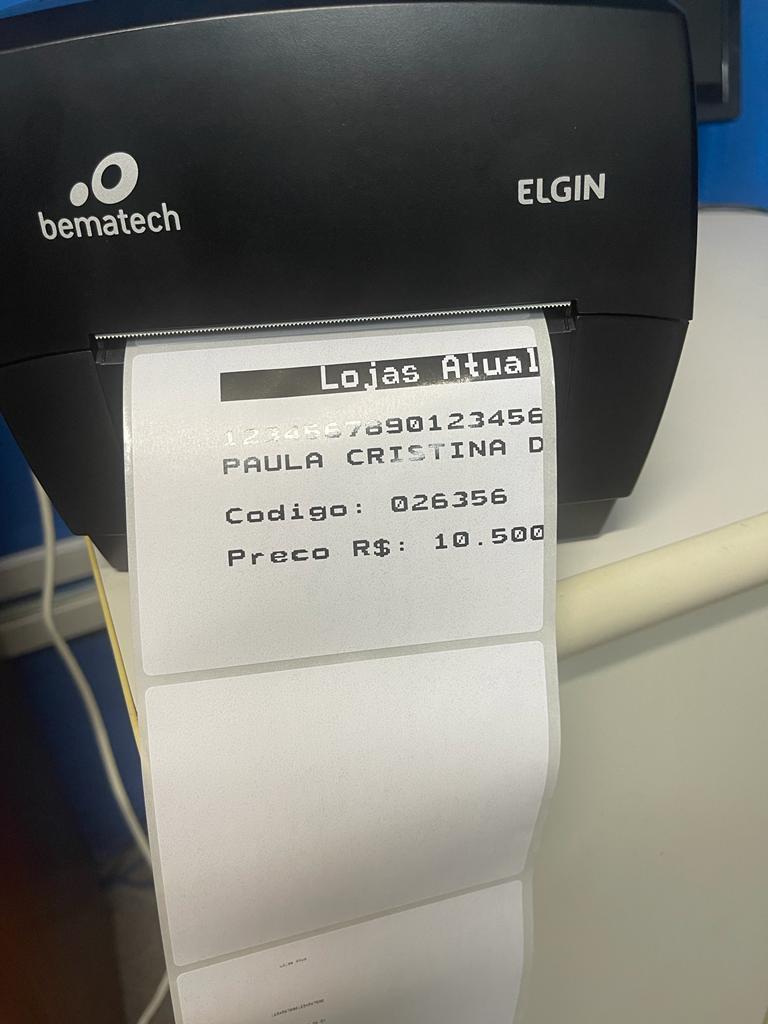 bematech
ELGIN
Lojas Atual
1234567890123456
PAULA CRISTINA D
Codigo: 026356
Preco R$: 10.500